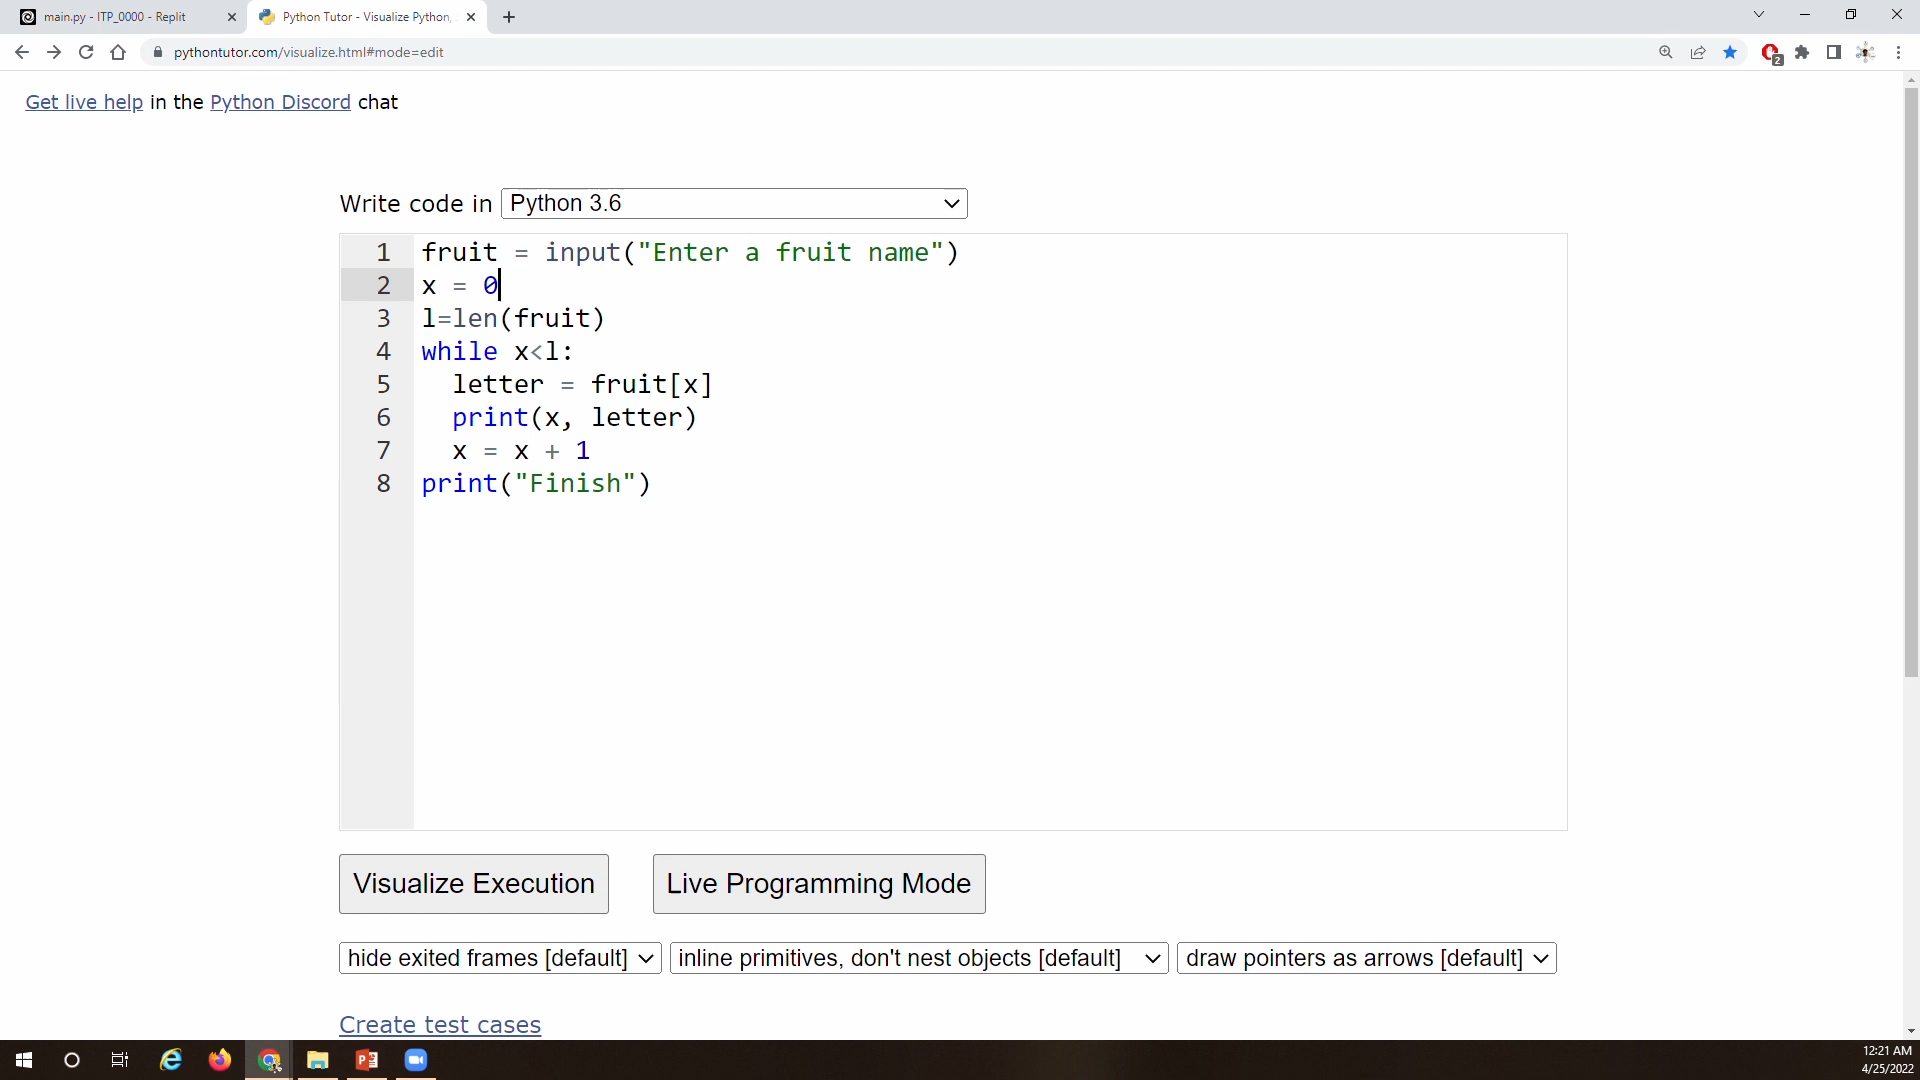 main.py - ITP_0000 - Replit
Python Tutor - Visualize Python,
pythontutor.com/visualize.html#mode=edit
2
Get live help in the Python Discord chat
Write code in Python 3.6
1 fruit = input("Enter a fruit name")
2 x = 0
3 l=len(fruit)
4 while x<l:
5   letter = fruit[x]
6   print(x, letter)
7   x = x + 1
8 print("Finish")
Visualize Execution Live Programming Mode
hide exited frames [default] inline primitives, don't nest objects [default] draw pointers as arrows [default]
Create test cases
12:21 AM
4/25/2022